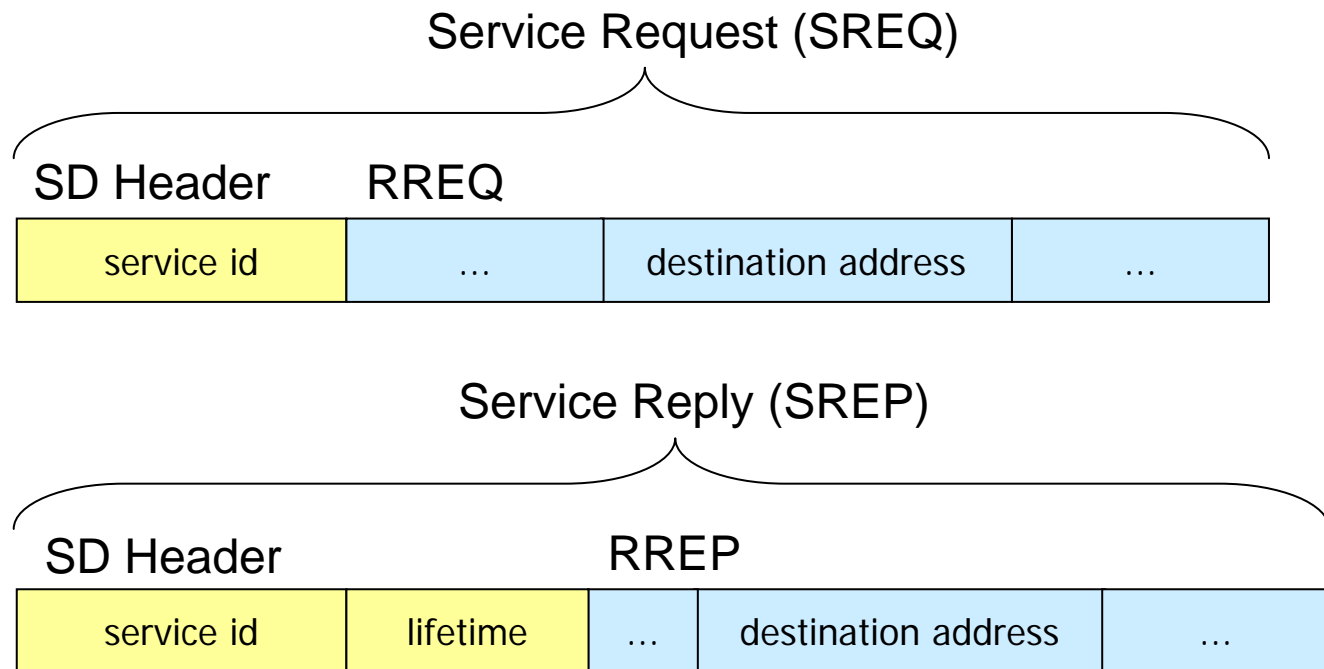 Service Request (SREQ)
SD Header RREQ
service id ... destination address ...
Service Reply (SREP)
SD Header RREP
service id lifetime ... destination address ...